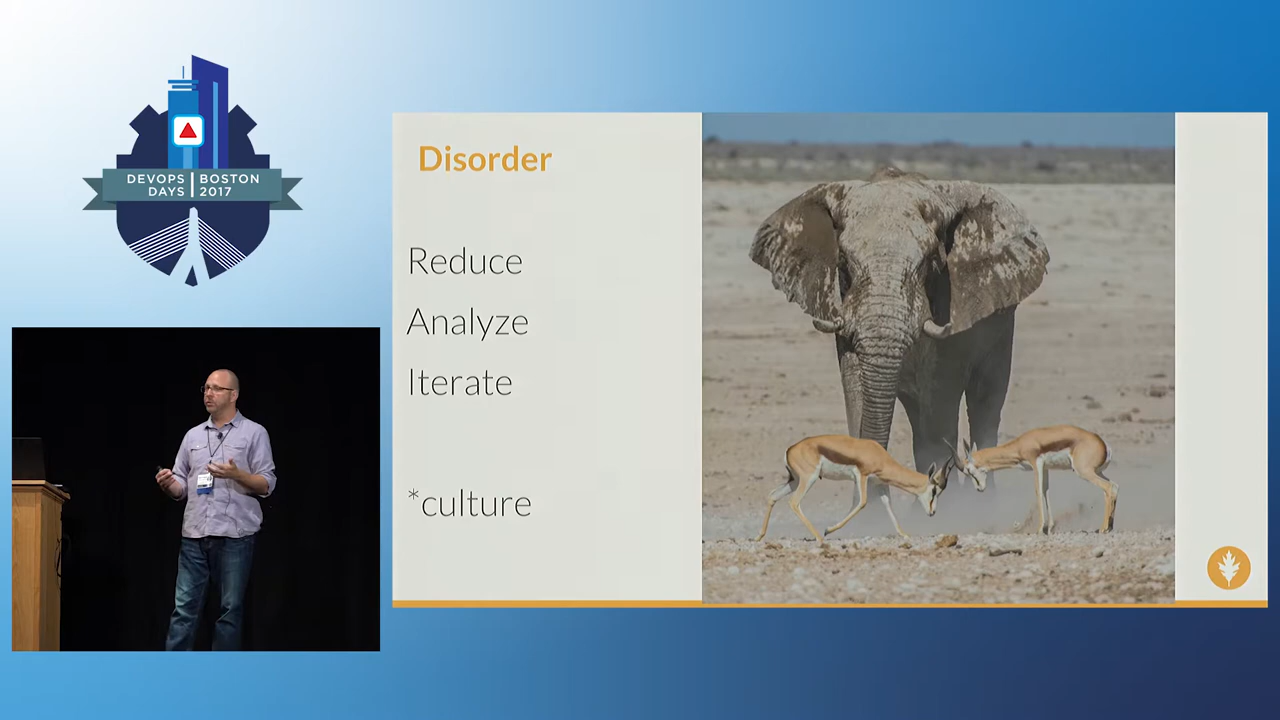 DEVOPS BOSTON
DAYS 2017
Disorder
Reduce
Analyze
Iterate
*culture